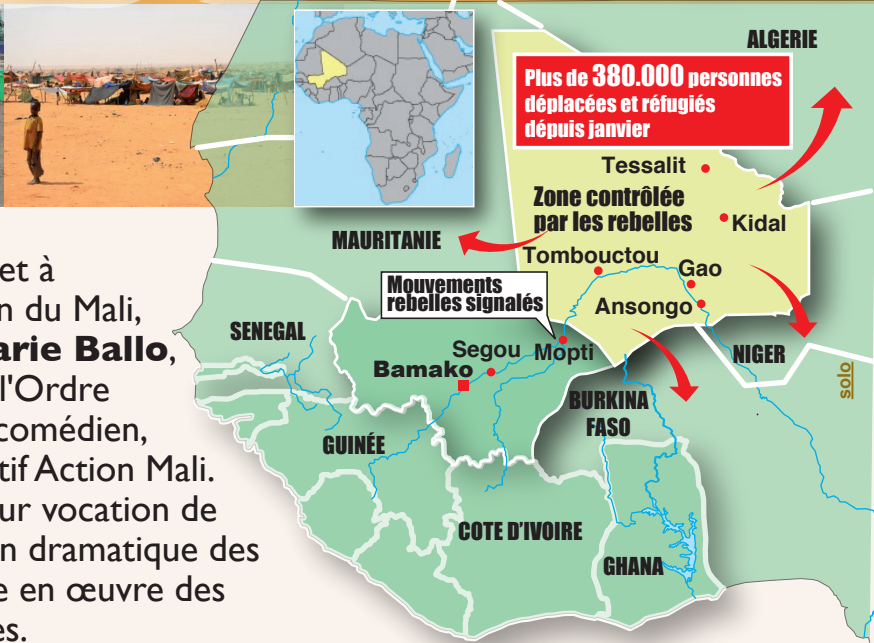 ALGERIE
Plus de 380.000 personnes
déplacées et réfugiés
dépuis janvier
Tessalit
Zone contrôlée
par les rebelles
Kidal
MAURITANIE
Tombouctou
Gao
Mouvements
rebelles signalés
Ansongo
SENEGAL
Segou
Mopti
NIGER
Bamako
solo
BURKINA
FASO
GUINÉE
COTE D'IVOIRE
GHANA
et à
n du Mali,
arie Ballo,
l'Ordre
comédien,
tif Action Mali.
ur vocation de
n dramatique des
e en œuvre des
es.